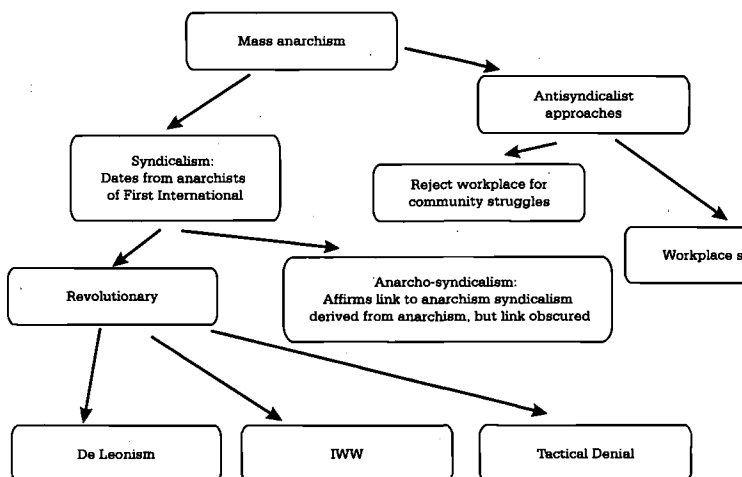 Mass anarchism
Antisyndicalist
approaches
Syndicalism:
Dates from anarchists
of First International
Reject workplace for
community struggles
Workplace s
Revolutionary
Anarcho-syndicalism:
Affirms link to anarchism syndicalism
derived from anarchism, but link obscured
De Leonism
IWW
Tactical Denial